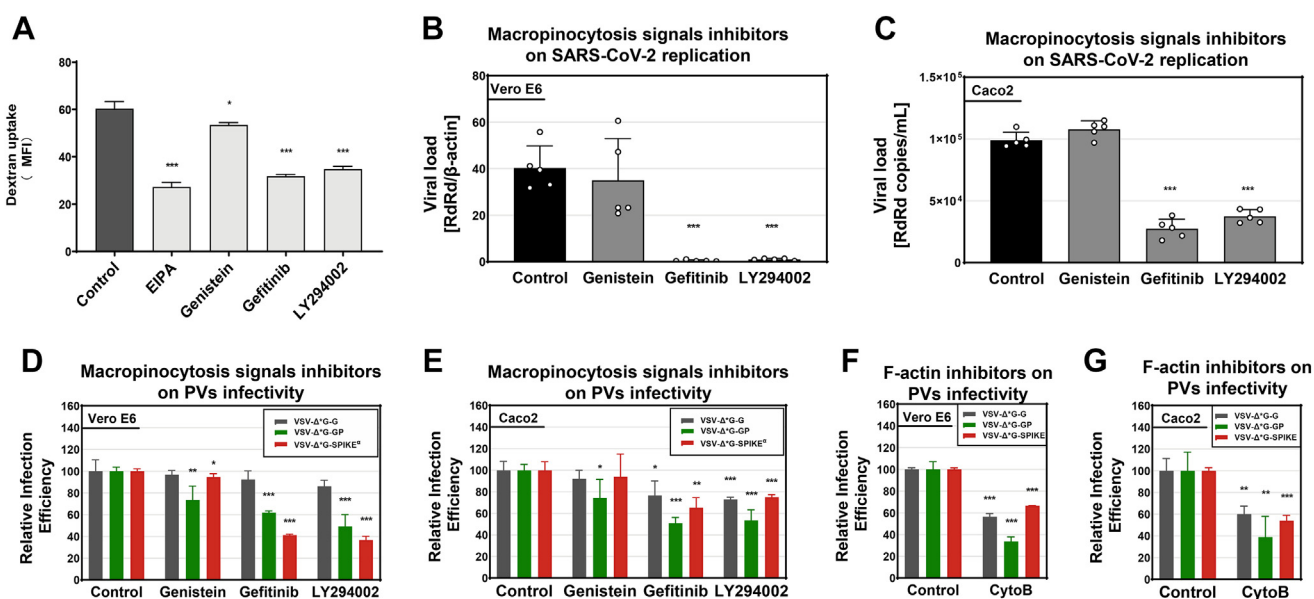 A
Dextran uptake
( MFI)
80
60
40
20
0
*
***
***
***
Control
EIPA
Genistein
Gefitinib
LY294002
B
Macropinocytosis signals inhibitors
on SARS-CoV-2 replication
Vero E6
Viral load
[RdRd/β-actin]
80
60
40
20
0
***
***
Control
Genistein
Gefitinib
LY294002
C
Macropinocytosis signals inhibitors
on SARS-CoV-2 replication
Caco2
Viral load
[RdRd copies/mL]
1.5×10⁵
1×10⁵
5×10⁴
0
***
***
Control
Genistein
Gefitinib
LY294002
D
Macropinocytosis signals inhibitors
on PVs infectivity
Vero E6
VSV-Δ*G-G
VSV-Δ*G-GP
VSV-Δ*G-SPIKEᵅ
Relative Infection
Efficiency
160
140
120
100
80
60
40
20
0
**
*
***
***
***
***
Control
Genistein
Gefitinib
LY294002
E
Macropinocytosis signals inhibitors
on PVs infectivity
Caco2
VSV-Δ*G-G
VSV-Δ*G-GP
VSV-Δ*G-SPIKEᵅ
Relative Infection
Efficiency
160
140
120
100
80
60
40
20
0
*
*
***
**
***
***
***
Control
Genistein
Gefitinib
LY294002
F
F-actin inhibitors on
PVs infectivity
Vero E6
VSV-Δ*G-G
VSV-Δ*G-GP
VSV-Δ*G-SPIKE
Relative Infection
Efficiency
160
140
120
100
80
60
40
20
0
***
***
***
Control
CytoB
G
F-actin inhibitors on
PVs infectivity
Caco2
VSV-Δ*G-G
VSV-Δ*G-GP
VSV-Δ*G-SPIKE
Relative Infection
Efficiency
160
140
120
100
80
60
40
20
0
**
**
***
Control
CytoB